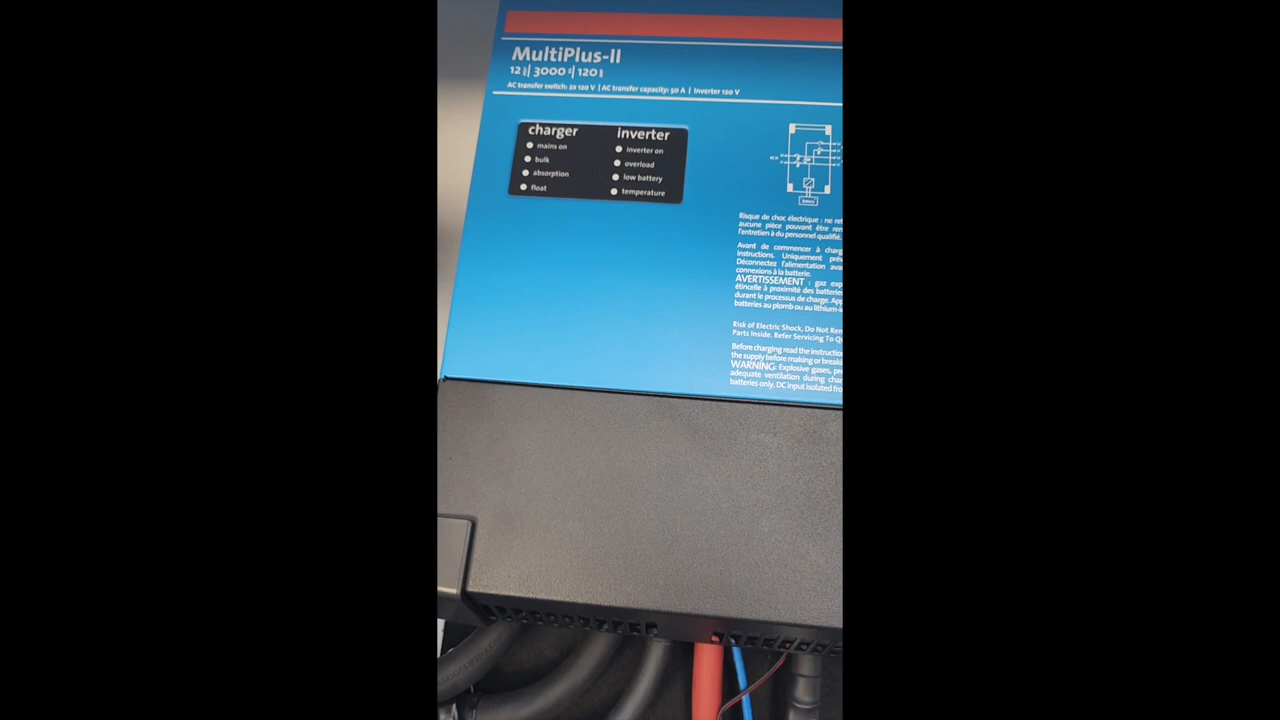 MultiPlus-II
12 | 3000 | 120
AC transfer switch: 2x 120 V | AC transfer capacity: 50 A | Inverter 120 V
charger
mains on
bulk
absorption
float
inverter
inverter on
overload
low battery
temperature
battery
Risque de choc électrique : ne
aucune pièce pouvant être
l'entretien à du personnel qualifié.
Avant de commencer à
instructions. Uniquement
Déconnectez l'alimentation
connexions à la batterie.
AVERTISSEMENT : gaz
étincelle à proximité des batteries
durant le processus de charge.
batteries au plomb ou au
Risk of Electric Shock, Do Not
Parts Inside. Refer Servicing To
Before charging read the
the supply before making or
WARNING: Explosive gases,
adequate ventilation during
batteries only. DC input isolated